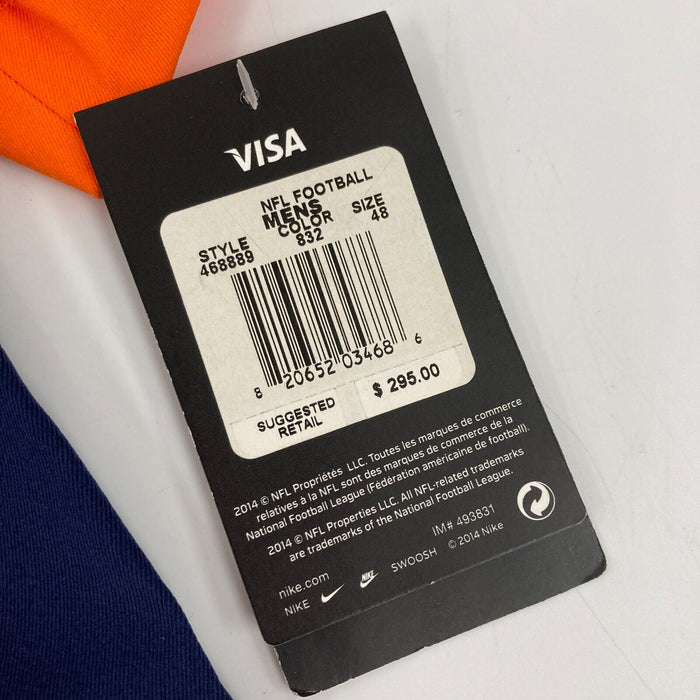 VISA
NFL FOOTBALL
MENS
STYLE COLOR SIZE
468889 832 48
8 20652 03468 6
SUGGESTED RETAIL $ 295.00
2014 © NFL Propriétés LLC. Toutes les marques de commerce
relatives à la NFL sont des marques de commerce de la
National Football League (Fédération américaine de football).
2014 © NFL Properties LLC. All NFL-related trademarks
are trademarks of the National Football League.
IM# 493831
nike.com
NIKE NIKE SWOOSH © 2014 Nike